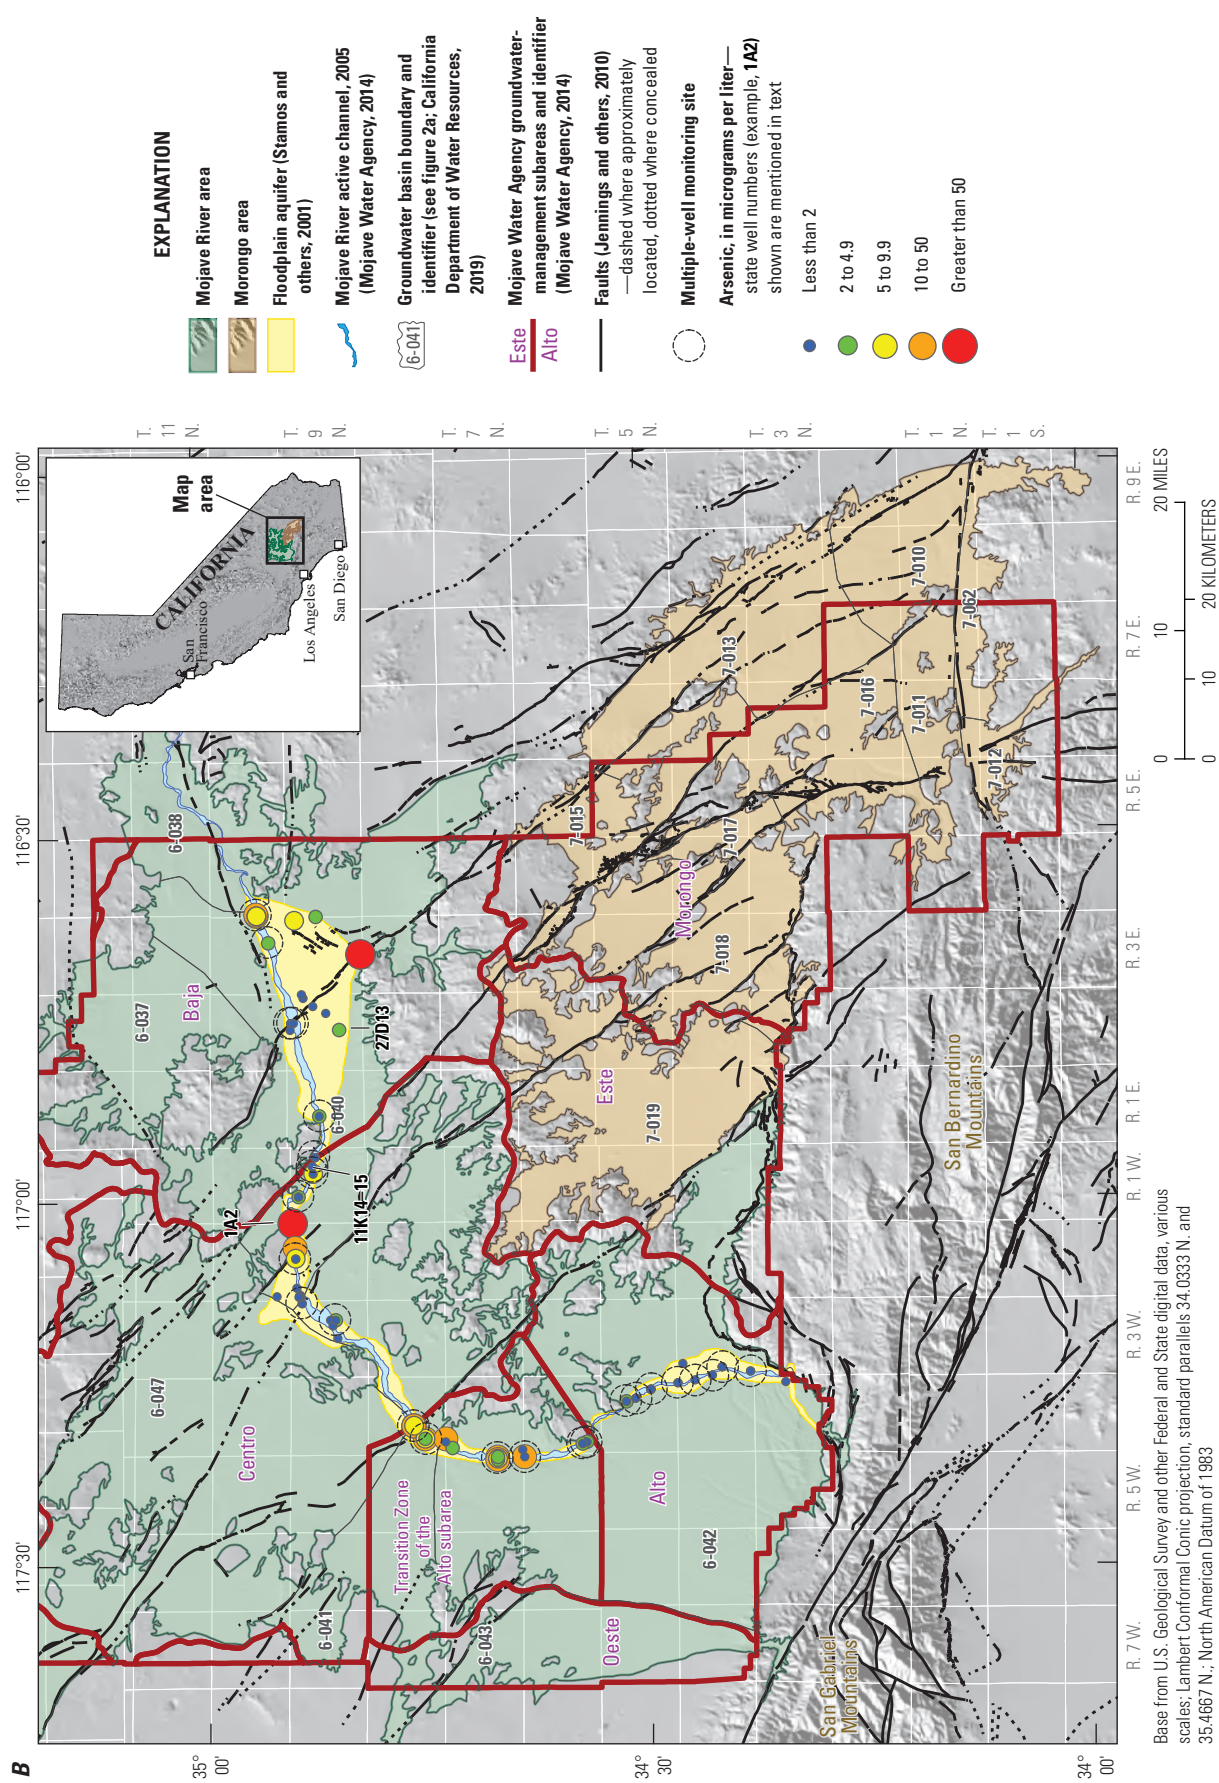 B
117°30'
117°00'
116°30'
116°00'
35°
00'
34°
30'
34°
00'
T.
11
N.
T.
9
N.
T.
7
N.
T.
5
N.
T.
3
N.
T.
1
N.
T.
1
S.
R. 7 W.
R. 5 W.
R. 3 W.
R. 1 W.
R. 1 E.
R. 3 E.
R. 5 E.
R. 7 E.
R. 9 E.
CALIFORNIA
San
Francisco
Los Angeles
San Diego
Map
area
6-041
6-047
Centro
6-037
Baja
6-038
1A2
11K14–15
6-040
27D13
Transition Zone
of the
Alto subarea
6-043
Oeste
6-042
Alto
Este
7-019
Morongo
7-018
7-017
7-015
7-013
7-016
7-011
7-010
7-062
7-012
San Gabriel
Mountains
San Bernardino
Mountains
EXPLANATION
Mojave River area
Morongo area
Floodplain aquifer (Stamos and
others, 2001)
Mojave River active channel, 2005
(Mojave Water Agency, 2014)
6-041
Groundwater basin boundary and
identifier (see figure 2a; California
Department of Water Resources,
2019)
Este
Alto
Mojave Water Agency groundwater-
management subareas and identifier
(Mojave Water Agency, 2014)
Faults (Jennings and others, 2010)
—dashed where approximately
located, dotted where concealed
Multiple-well monitoring site
Arsenic, in micrograms per liter—
state well numbers (example, 1A2)
shown are mentioned in text
Less than 2
2 to 4.9
5 to 9.9
10 to 50
Greater than 50
Base from U.S. Geological Survey and other Federal and State digital data, various
scales; Lambert Conformal Conic projection, standard parallels 34.0333 N. and
35.4667 N.; North American Datum of 1983
0 10 20 MILES
0 10 20 KILOMETERS